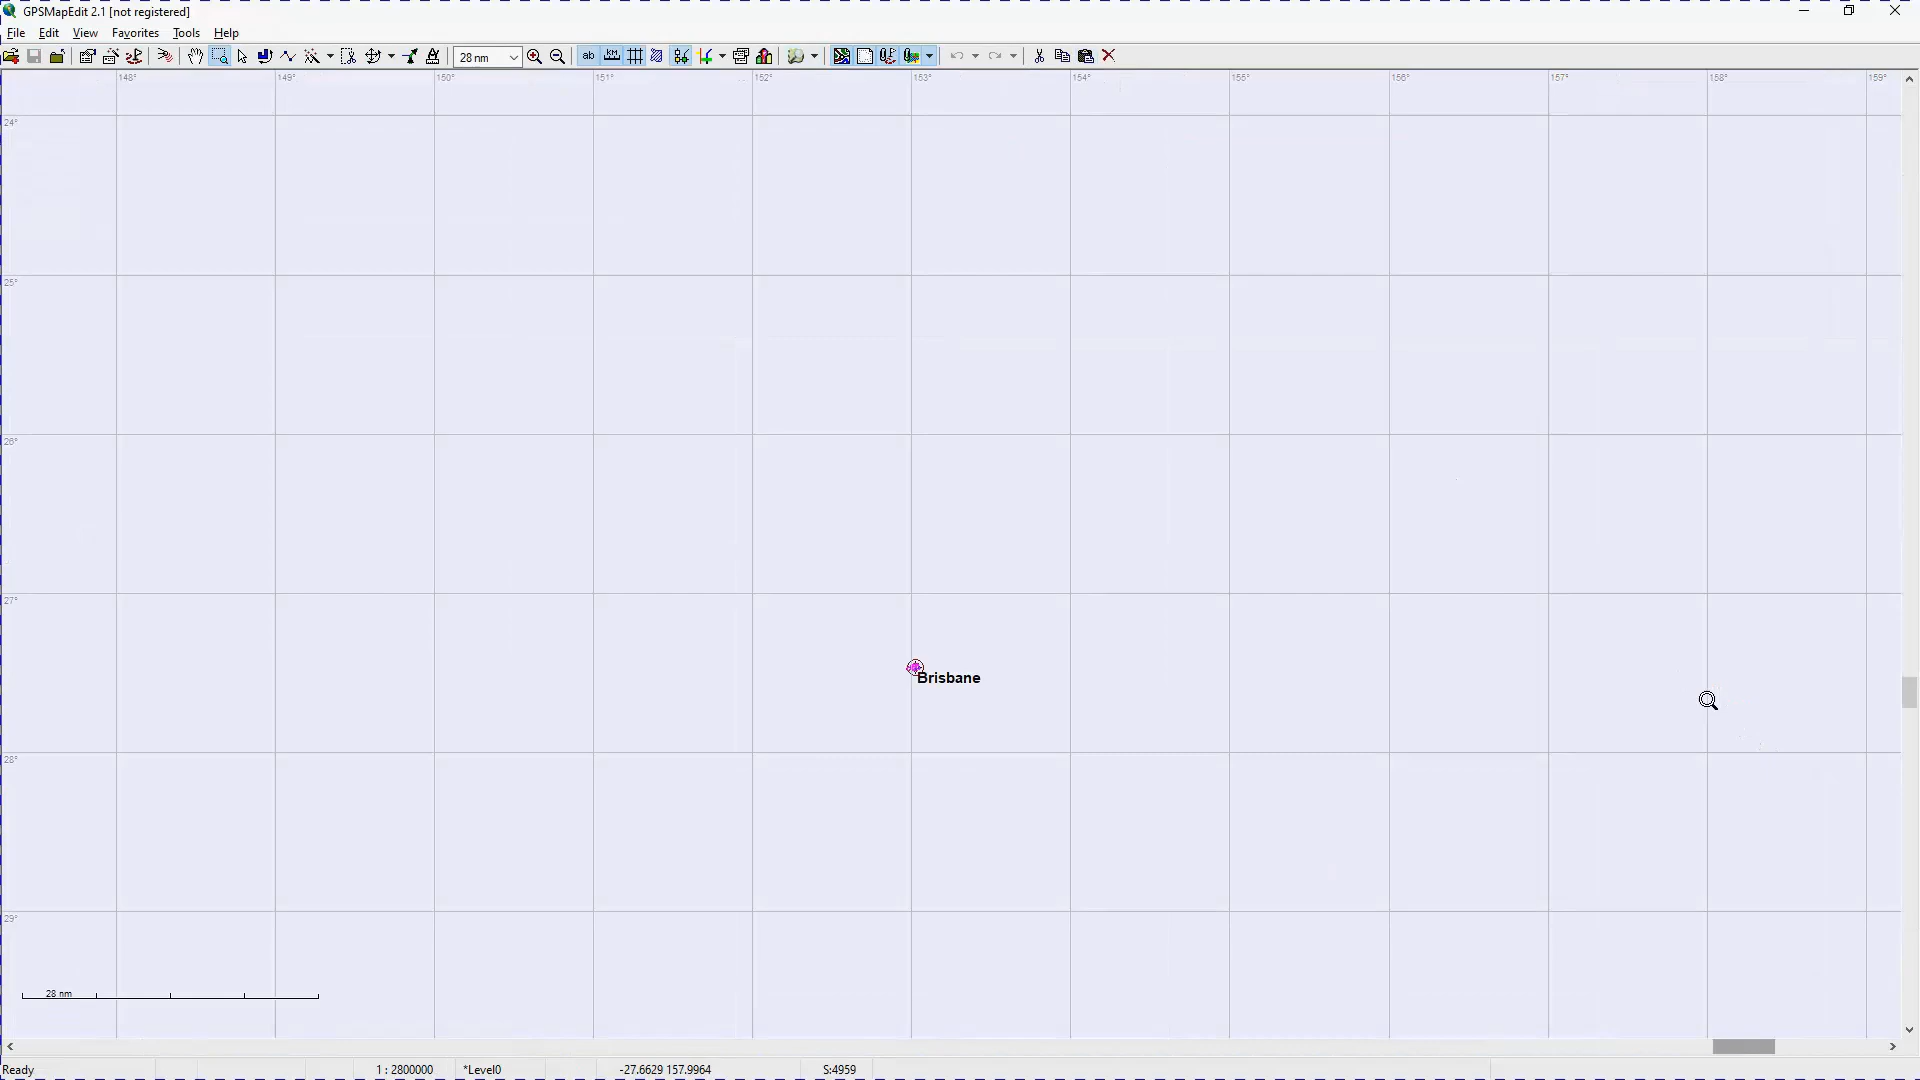 GPSMapEdit 2.1 [not registered]
File Edit View Favorites Tools Help
28 nm ab KM
148° 149° 150° 151° 152° 153° 154° 155° 156° 157° 158° 159°
24°
25°
26°
27°
Brisbane
28°
29°
28 nm
Ready 1 : 2800000 *Level0 -27.6629 157.9964 S:4959